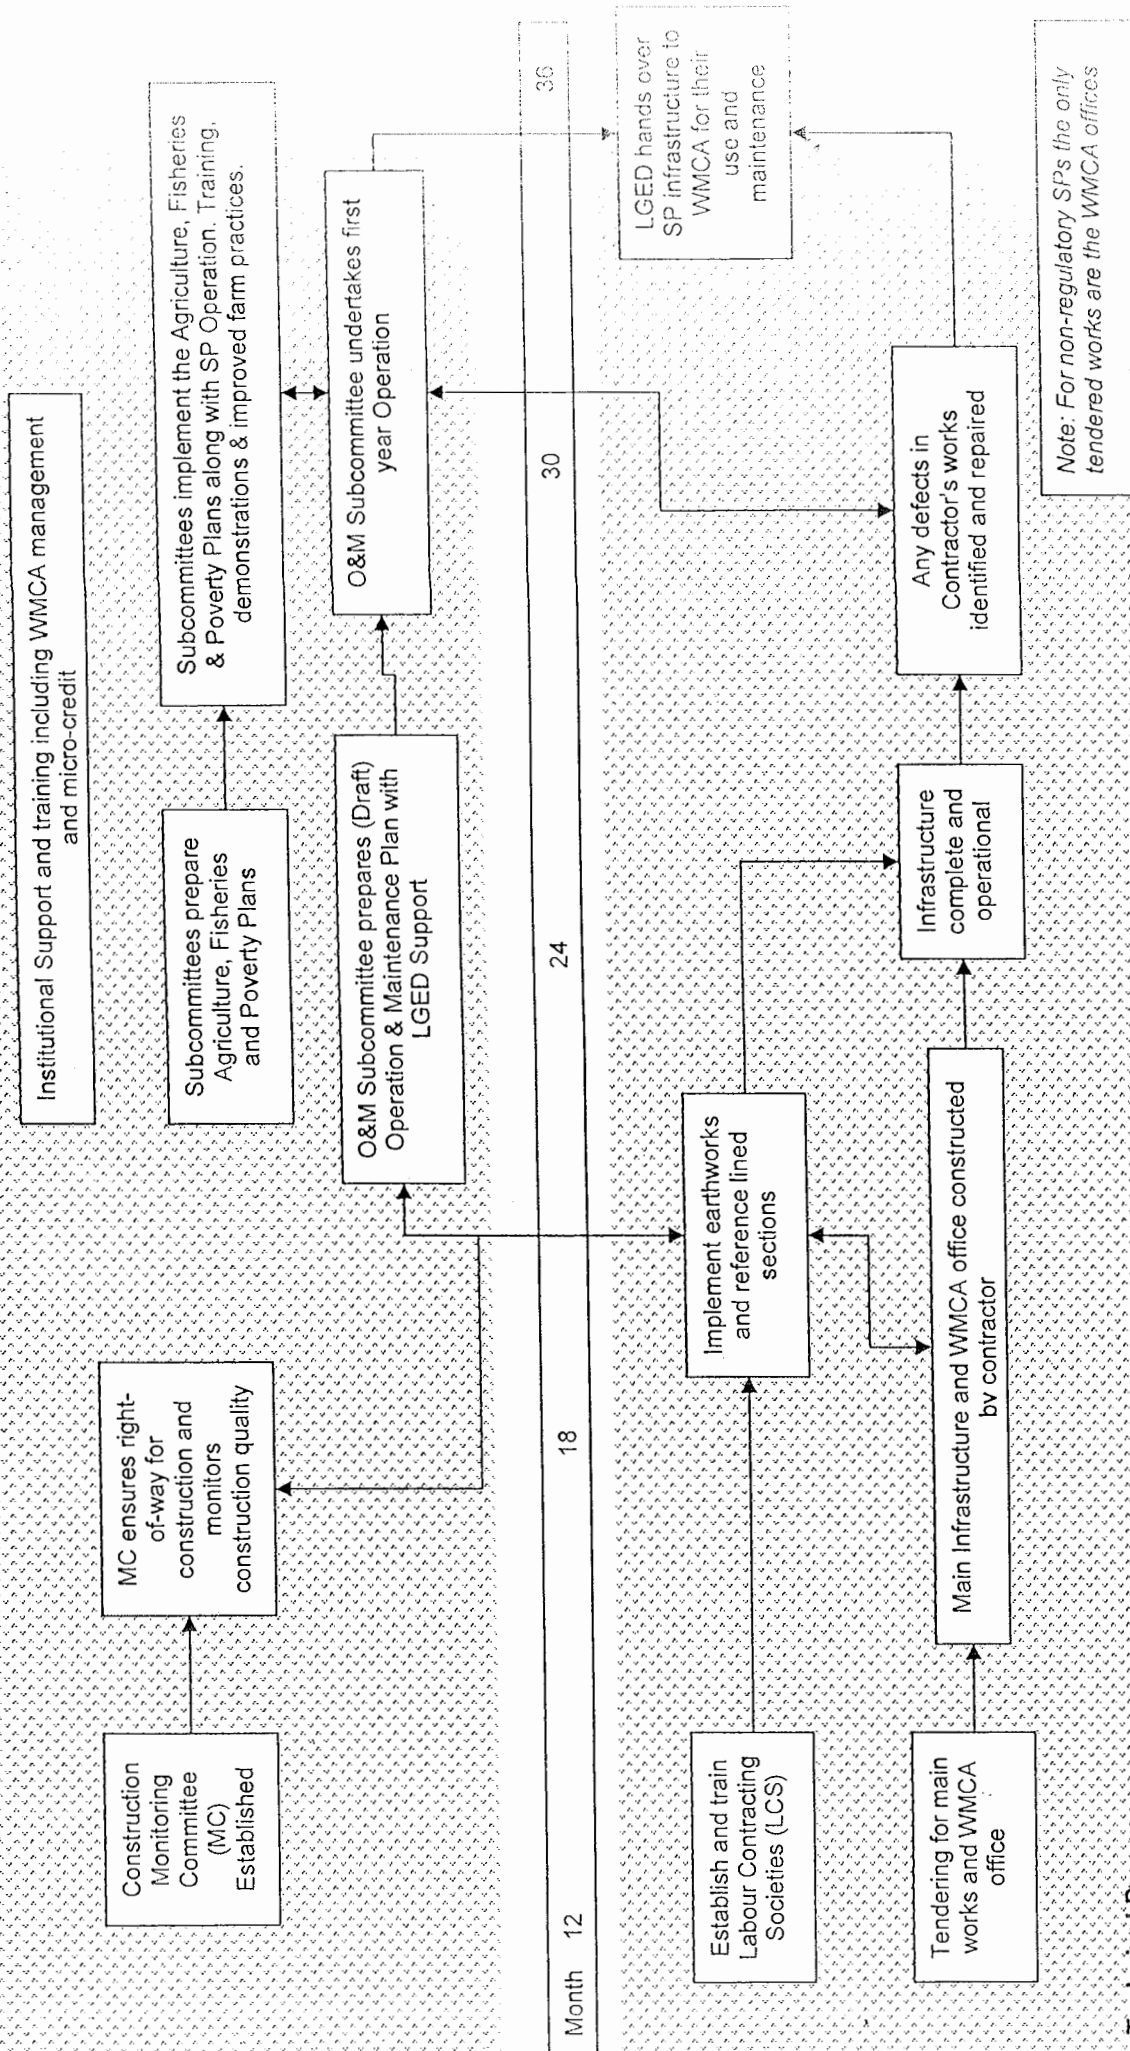 Institutional Support and training including WMCA management
and micro-credit
Construction
Monitoring
Committee
(MC)
Established
MC ensures right-
of-way for
construction and
monitors
construction quality
Subcommittees prepare
Agriculture, Fisheries
and Poverty Plans
Subcommittees implement the Agriculture, Fisheries
& Poverty Plans along with SP Operation. Training,
demonstrations & improved farm practices.
O&M Subcommittee prepares (Draft)
Operation & Maintenance Plan with
LGED Support
O&M Subcommittee undertakes first
year Operation
Month 12 18 24 30 36
Establish and train
Labour Contracting
Societies (LCS)
Implement earthworks
and reference lined
sections
LGED hands over
SP infrastructure to
WMCA for their
use and
maintenance
Tendering for main
works and WMCA
office
Main Infrastructure and WMCA office constructed
by contractor
Infrastructure
complete and
operational
Any defects in
Contractor's works
identified and repaired
Note: For non-regulatory SPs the only
tendered works are the WMCA offices